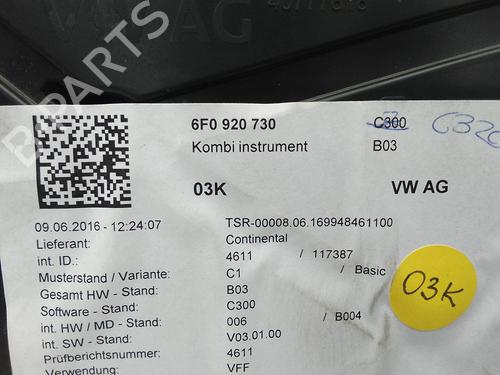 VW AG
B-PARTS
6F0 920 730 C300 C320
Kombi instrument B03
03K VW AG
09.06.2016 - 12:24:07 TSR-00008.06.169948461100
Lieferant: Continental
int. ID.: 4611 / 117387
Musterstand / Variante: C1 / Basic
Gesamt HW - Stand: B03
Software - Stand: C300
int. HW / MD - Stand: 006 / B004
int. SW - Stand: V03.01.00
Prüfberichtsnummer: 4611
Verwendung: VFF
03K